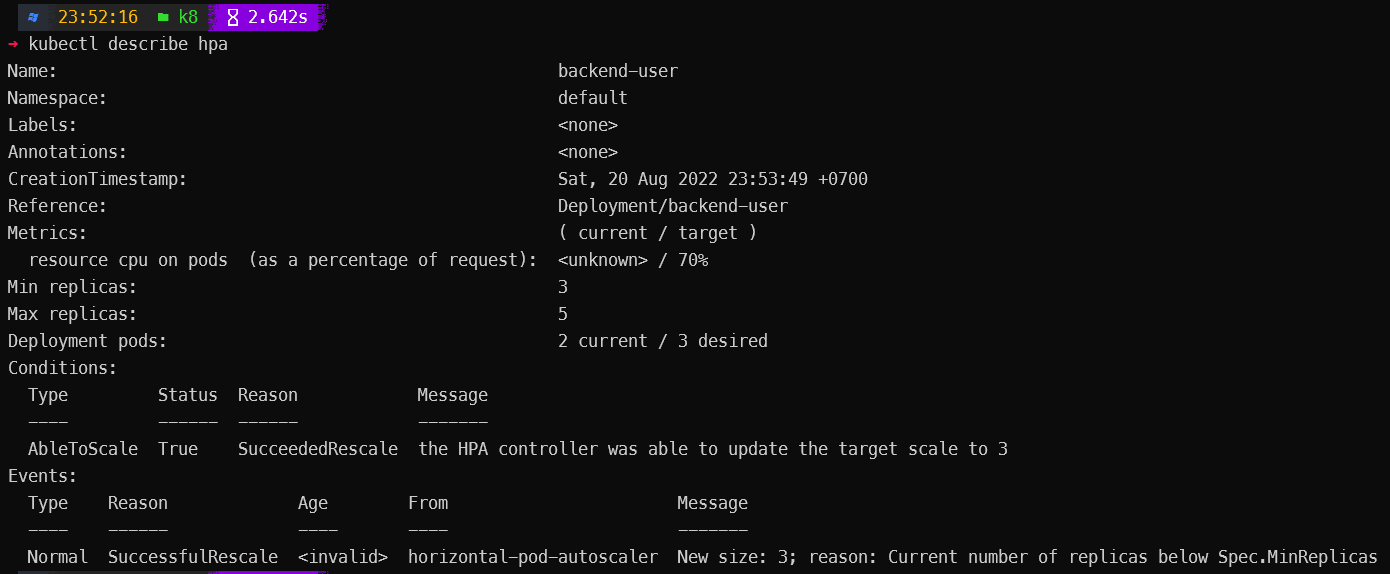 23:52:16 k8 2.642s
→ kubectl describe hpa
Name: backend-user
Namespace: default
Labels: <none>
Annotations: <none>
CreationTimestamp: Sat, 20 Aug 2022 23:53:49 +0700
Reference: Deployment/backend-user
Metrics: ( current / target )
resource cpu on pods  (as a percentage of request): <unknown> / 70%
Min replicas: 3
Max replicas: 5
Deployment pods: 2 current / 3 desired
Conditions:
Type Status Reason Message
---- ------ ------ -------
AbleToScale True SucceededRescale the HPA controller was able to update the target scale to 3
Events:
Type Reason Age From Message
---- ------ ---- ---- -------
Normal SuccessfulRescale <invalid> horizontal-pod-autoscaler New size: 3; reason: Current number of replicas below Spec.MinReplicas